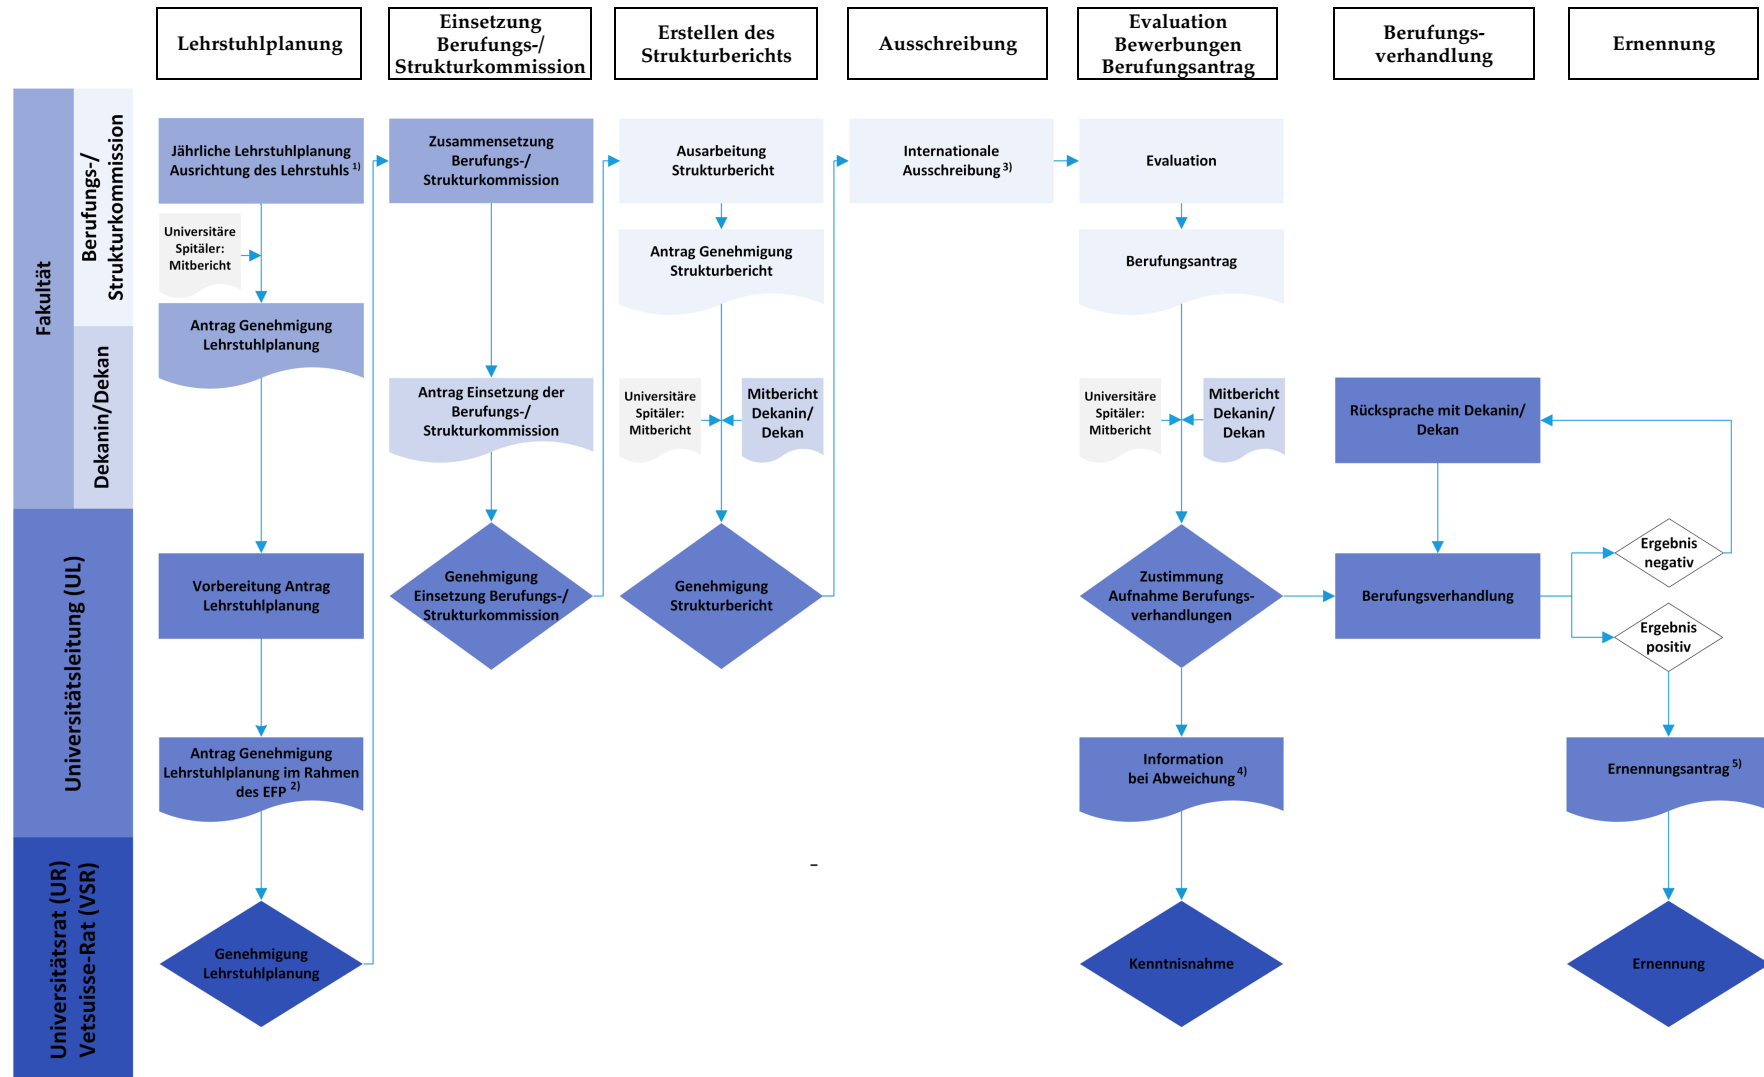 Lehrstuhlplanung
Einsetzung
Berufungs-/
Strukturkommission
Erstellen des
Strukturberichts
Ausschreibung
Evaluation
Bewerbungen
Berufungsantrag
Berufungs-
verhandlung
Ernennung
Fakultät
Berufungs-/
Strukturkommission
Dekanin/Dekan
Universitätsleitung (UL)
Universitätsrat (UR)
Vetsuisse-Rat (VSR)
Jährliche Lehrstuhlplanung
Ausrichtung des Lehrstuhls 1)
Universitäre
Spitäler:
Mitbericht
Antrag Genehmigung
Lehrstuhlplanung
Vorbereitung Antrag
Lehrstuhlplanung
Antrag Genehmigung
Lehrstuhlplanung im Rahmen
des EFP 2)
Genehmigung
Lehrstuhlplanung
Zusammensetzung
Berufungs-/
Strukturkommission
Antrag Einsetzung der
Berufungs-/
Strukturkommission
Genehmigung
Einsetzung Berufungs-/
Strukturkommission
Ausarbeitung
Strukturbericht
Antrag Genehmigung
Strukturbericht
Universitäre
Spitäler:
Mitbericht
Mitbericht
Dekanin/
Dekan
Genehmigung
Strukturbericht
Internationale
Ausschreibung 3)
–
Evaluation
Berufungsantrag
Universitäre
Spitäler:
Mitbericht
Mitbericht
Dekanin/
Dekan
Zustimmung
Aufnahme Berufungs-
verhandlungen
Information
bei Abweichung 4)
Kenntnisnahme
Rücksprache mit Dekanin/
Dekan
Berufungsverhandlung
Ergebnis
negativ
Ergebnis
positiv
Ernennungsantrag 5)
Ernennung